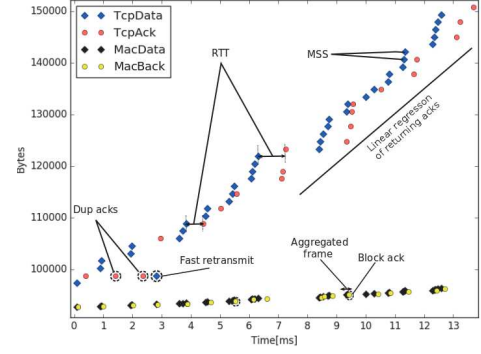 TcpData
TcpAck
MacData
MacBack
RTT
MSS
Linear regresson
of returning acks
Dup acks
Fast retransmit
Aggregated
frame
Block ack
Bytes
150000
140000
130000
120000
110000
100000
0 1 2 3 4 5 6 7 8 9 10 11 12 13
Time[ms]